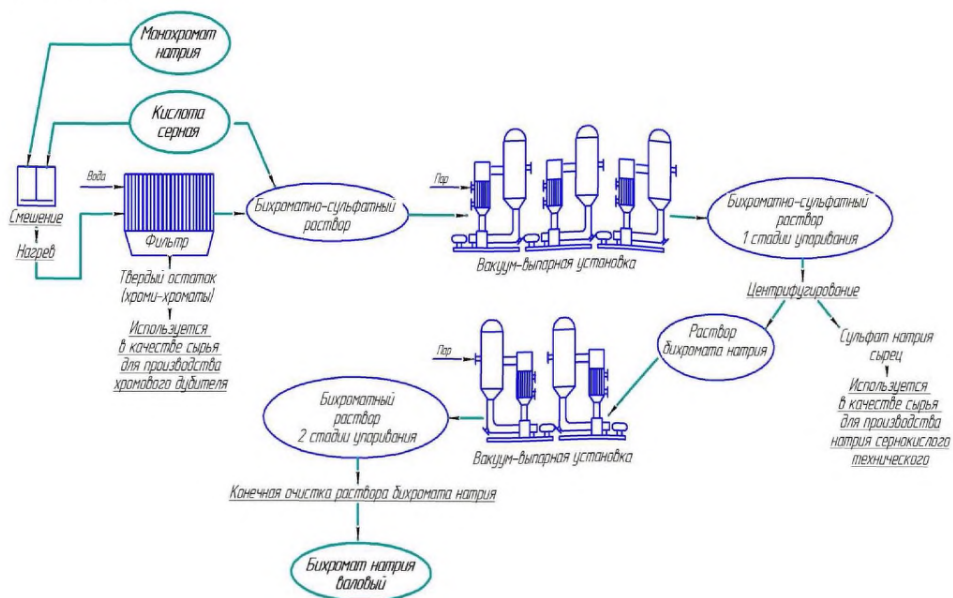 Монохромат
натрия
Кислота
серная
Вода
Смешение
Нагрев
Фильтр
Твердый остаток
(хроми-хроматы)
Используется
в качестве сырья
для производства
хромового дубителя
Бихроматно-сульфатный
раствор
Пар
Вакуум-выпарная установка
Бихроматно-сульфатный
раствор
1 стадии упаривания
Центрифугирование
Раствор
бихромата натрия
Сульфат натрия
сырец
Используется
в качестве сырья
для производства
натрия сернокислого
технического
Пар
Вакуум-выпарная установка
Бихроматный
раствор
2 стадии упаривания
Конечная очистка раствора бихромата натрия
Бихромат натрия
валовый